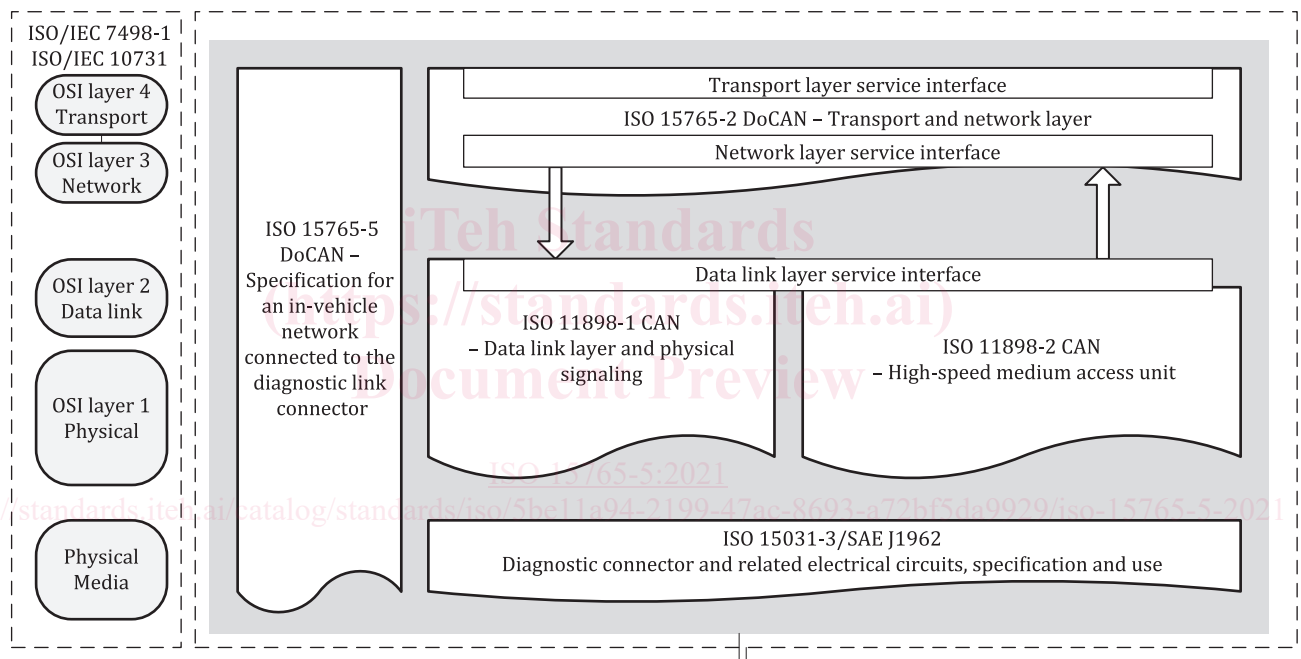 ISO/IEC 7498-1
ISO/IEC 10731
OSI layer 4
Transport
OSI layer 3
Network
OSI layer 2
Data link
OSI layer 1
Physical
Physical
Media
ISO 15765-5
DoCAN –
Specification for
an in-vehicle
network
connected to the
diagnostic link
connector
Transport layer service interface
ISO 15765-2 DoCAN – Transport and network layer
Network layer service interface
Data link layer service interface
ISO 11898-1 CAN
– Data link layer and physical
signaling
ISO 11898-2 CAN
– High-speed medium access unit
ISO 15031-3/SAE J1962
Diagnostic connector and related electrical circuits, specification and use
iTeh Standards
(https://standards.iteh.ai)
Document Preview
ISO 15765-5:2021
//standards.iteh.ai/catalog/standards/iso/5be11a94-2199-47ac-8693-a72bf5da9929/iso-15765-5-2021